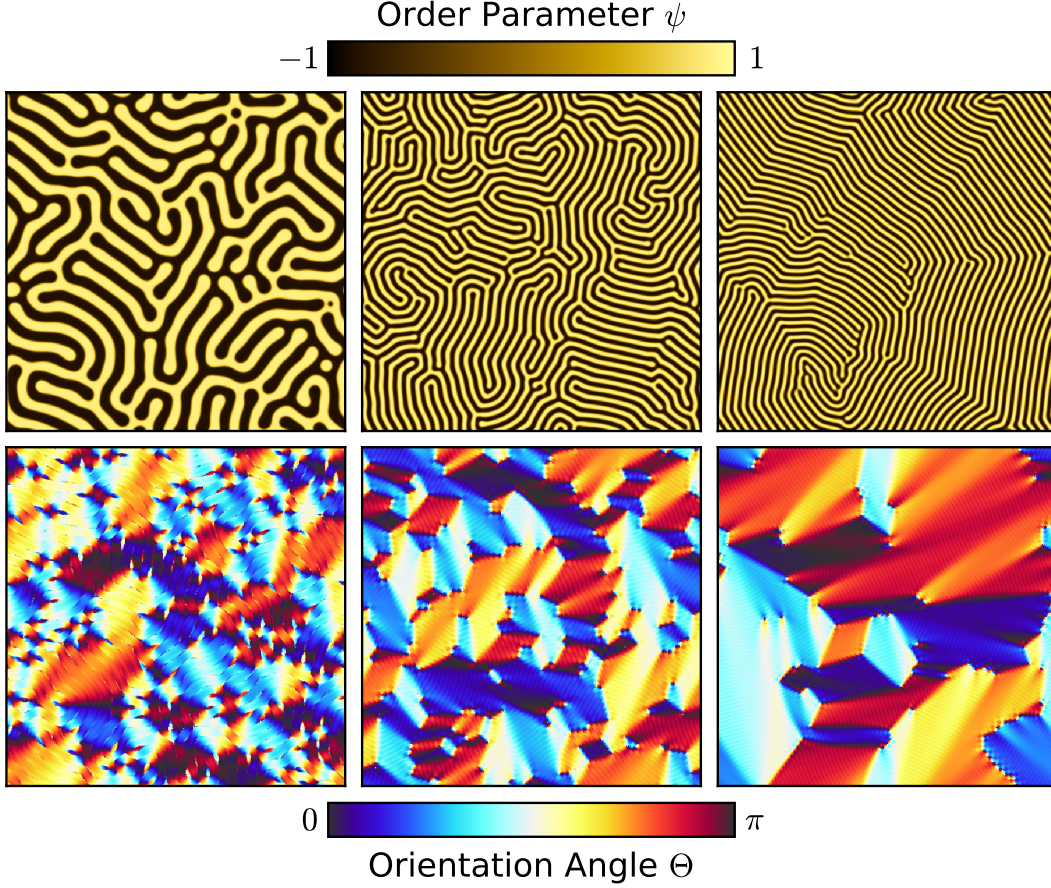 Order Parameter ψ
−1 1
0 π
Orientation Angle Θ